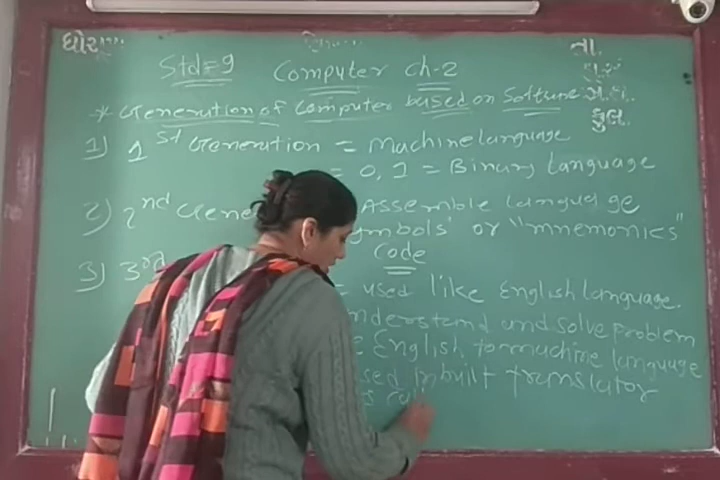 ધોરણ
તા.
Std=9 Computer Ch-2
* Generation of Computer based on Software
કુલ.
1) 1st Generation = Machine language
= 0, 1 = Binary Language
2) 2nd Gene Assemble Language
ymbols' or "mnemonics"
code
3) 3rd
= used like English language.
nderstand and solve problem
English to machine language
sed inbuilt translator